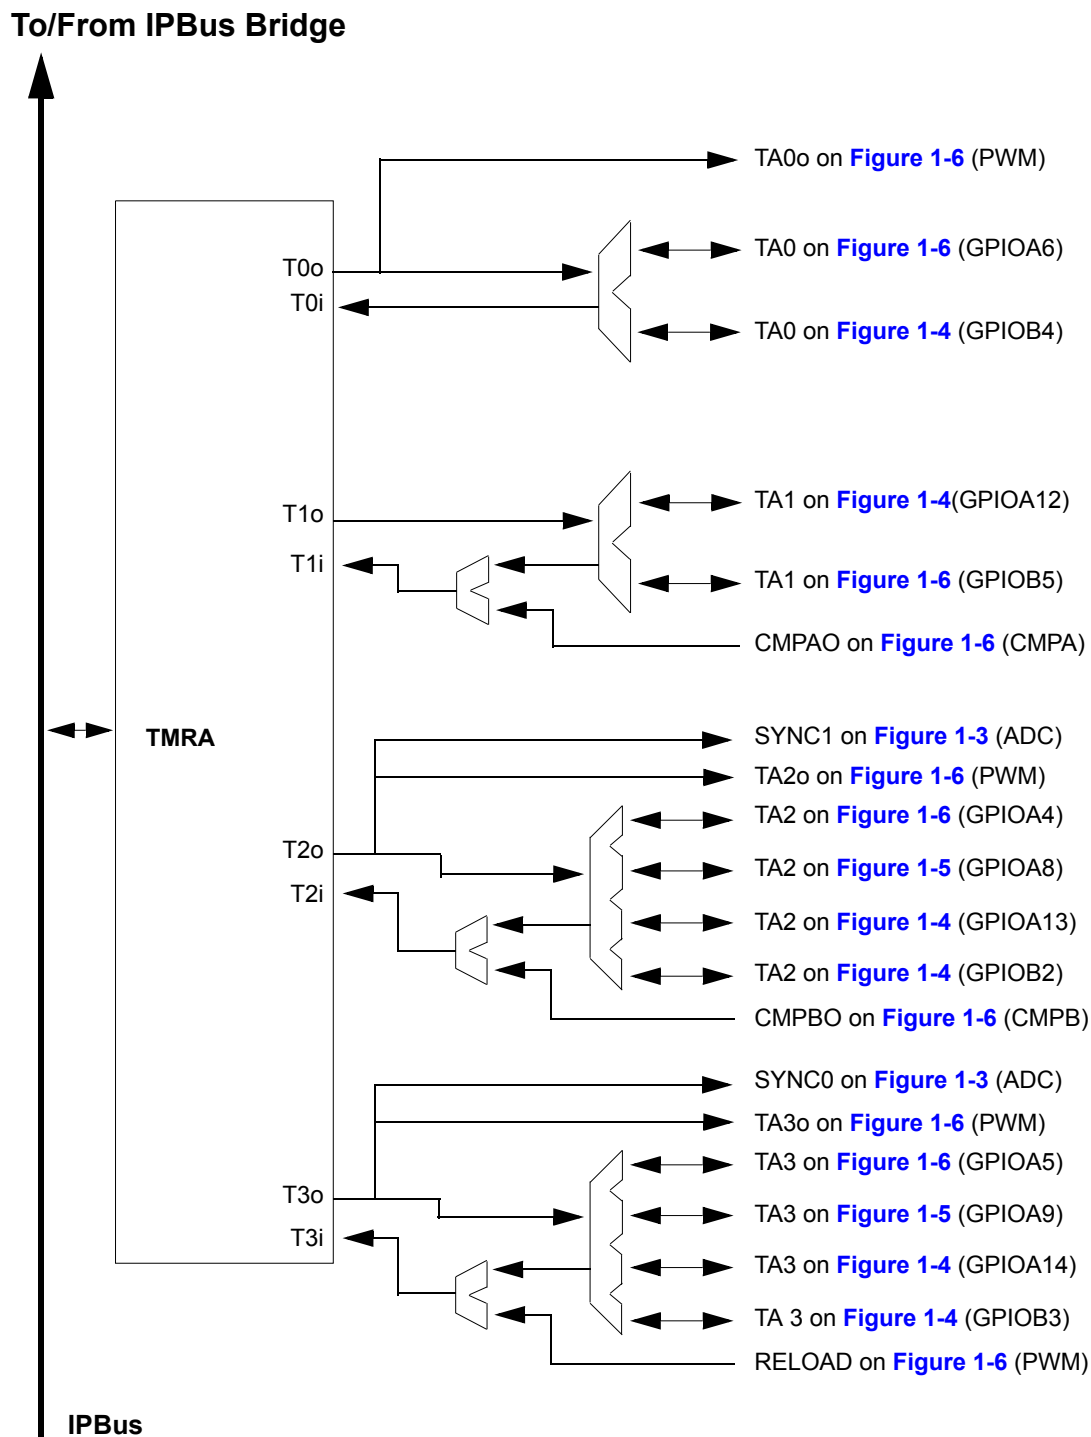 To/From IPBus Bridge
TA0o on Figure 1-6 (PWM)
TA0 on Figure 1-6 (GPIOA6)
T0o
T0i
TA0 on Figure 1-4 (GPIOB4)
TA1 on Figure 1-4(GPIOA12)
T1o
T1i
TA1 on Figure 1-6 (GPIOB5)
CMPAO on Figure 1-6 (CMPA)
TMRA
SYNC1 on Figure 1-3 (ADC)
TA2o on Figure 1-6 (PWM)
TA2 on Figure 1-6 (GPIOA4)
T2o
TA2 on Figure 1-5 (GPIOA8)
T2i
TA2 on Figure 1-4 (GPIOA13)
TA2 on Figure 1-4 (GPIOB2)
CMPBO on Figure 1-6 (CMPB)
SYNC0 on Figure 1-3 (ADC)
TA3o on Figure 1-6 (PWM)
TA3 on Figure 1-6 (GPIOA5)
T3o
TA3 on Figure 1-5 (GPIOA9)
T3i
TA3 on Figure 1-4 (GPIOA14)
TA 3 on Figure 1-4 (GPIOB3)
RELOAD on Figure 1-6 (PWM)
IPBus